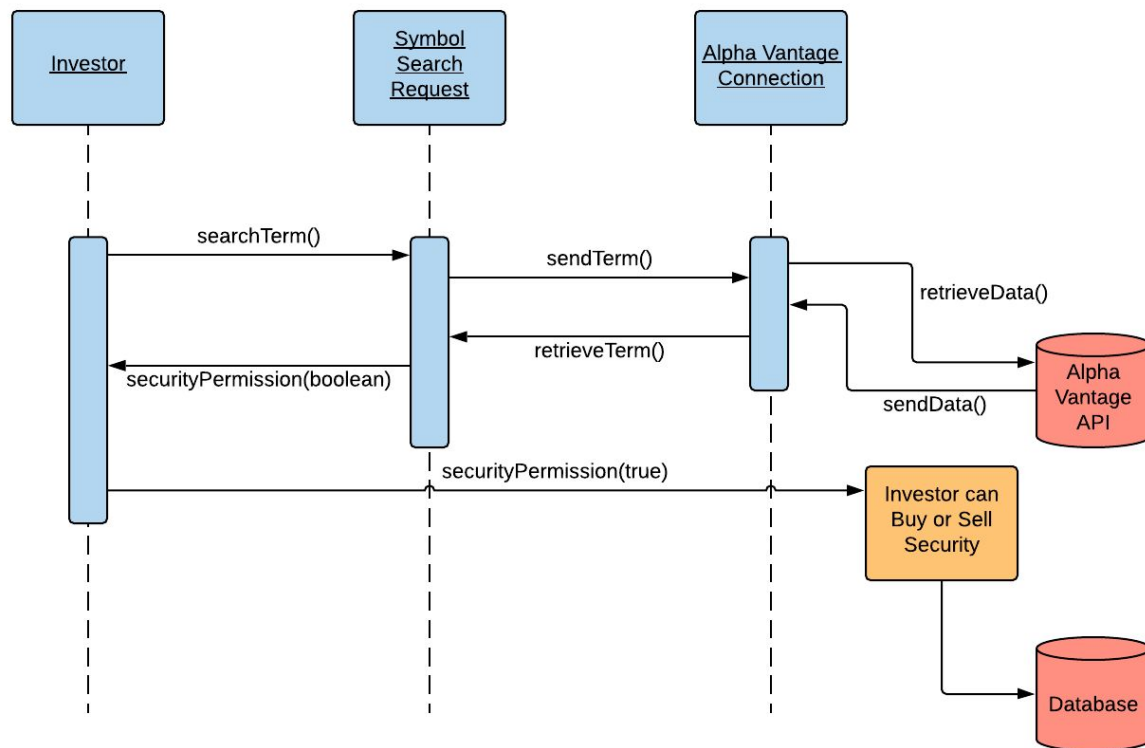 Investor
Symbol
Search
Request
Alpha Vantage
Connection
searchTerm()
sendTerm()
retrieveData()
retrieveTerm()
securityPermission(boolean)
sendData()
Alpha
Vantage
API
securityPermission(true)
Investor can
Buy or Sell
Security
Database